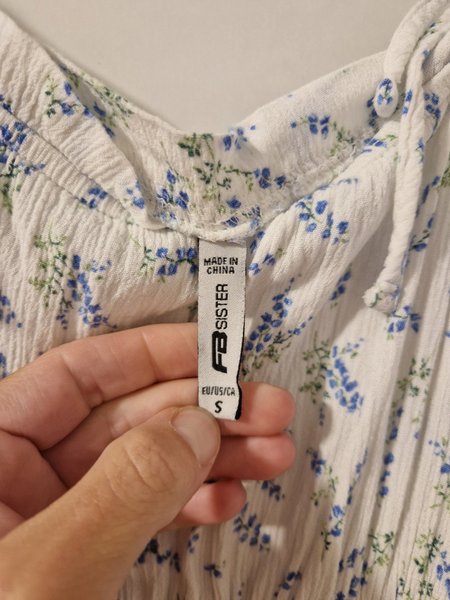 MADE IN
CHINA
FB SISTER
EU/US/CA
S